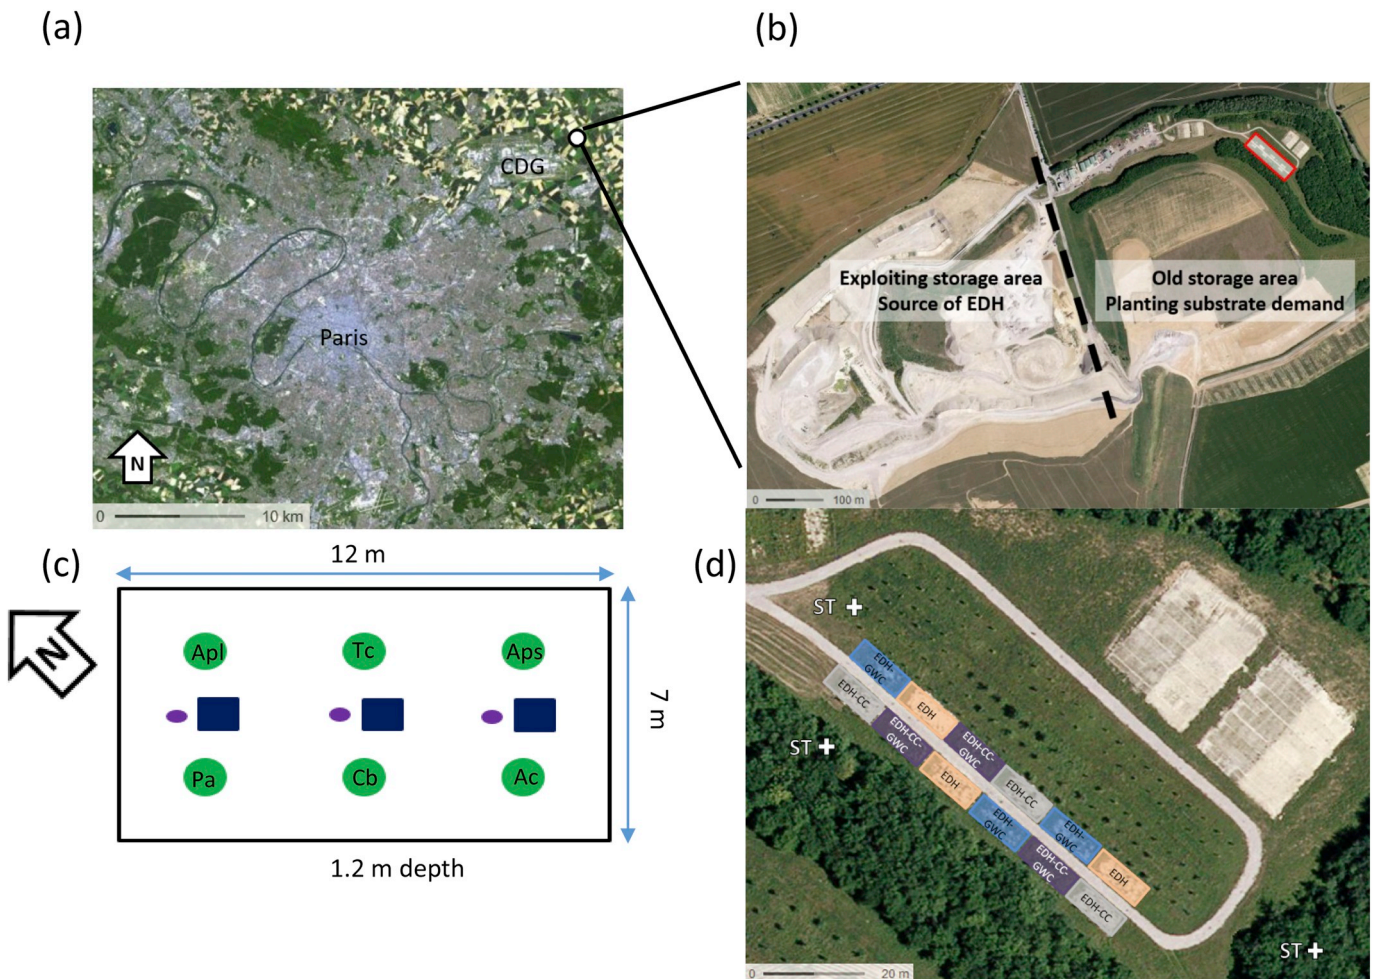 (a)
CDG
Paris
N
0 10 km
(b)
Exploiting storage area
Source of EDH
Old storage area
Planting substrate demand
0 100 m
(c)
12 m
N
Apl
Tc
Aps
Pa
Cb
Ac
7 m
1.2 m depth
(d)
ST
EDH-
GWC
EDH
EDH-CC-
GWC
EDH-CC
EDH-
GWC
EDH
ST
EDH-CC
EDH-CC-
GWC
EDH
EDH-
GWC
EDH-CC-
GWC
EDH-CC
ST
0 20 m